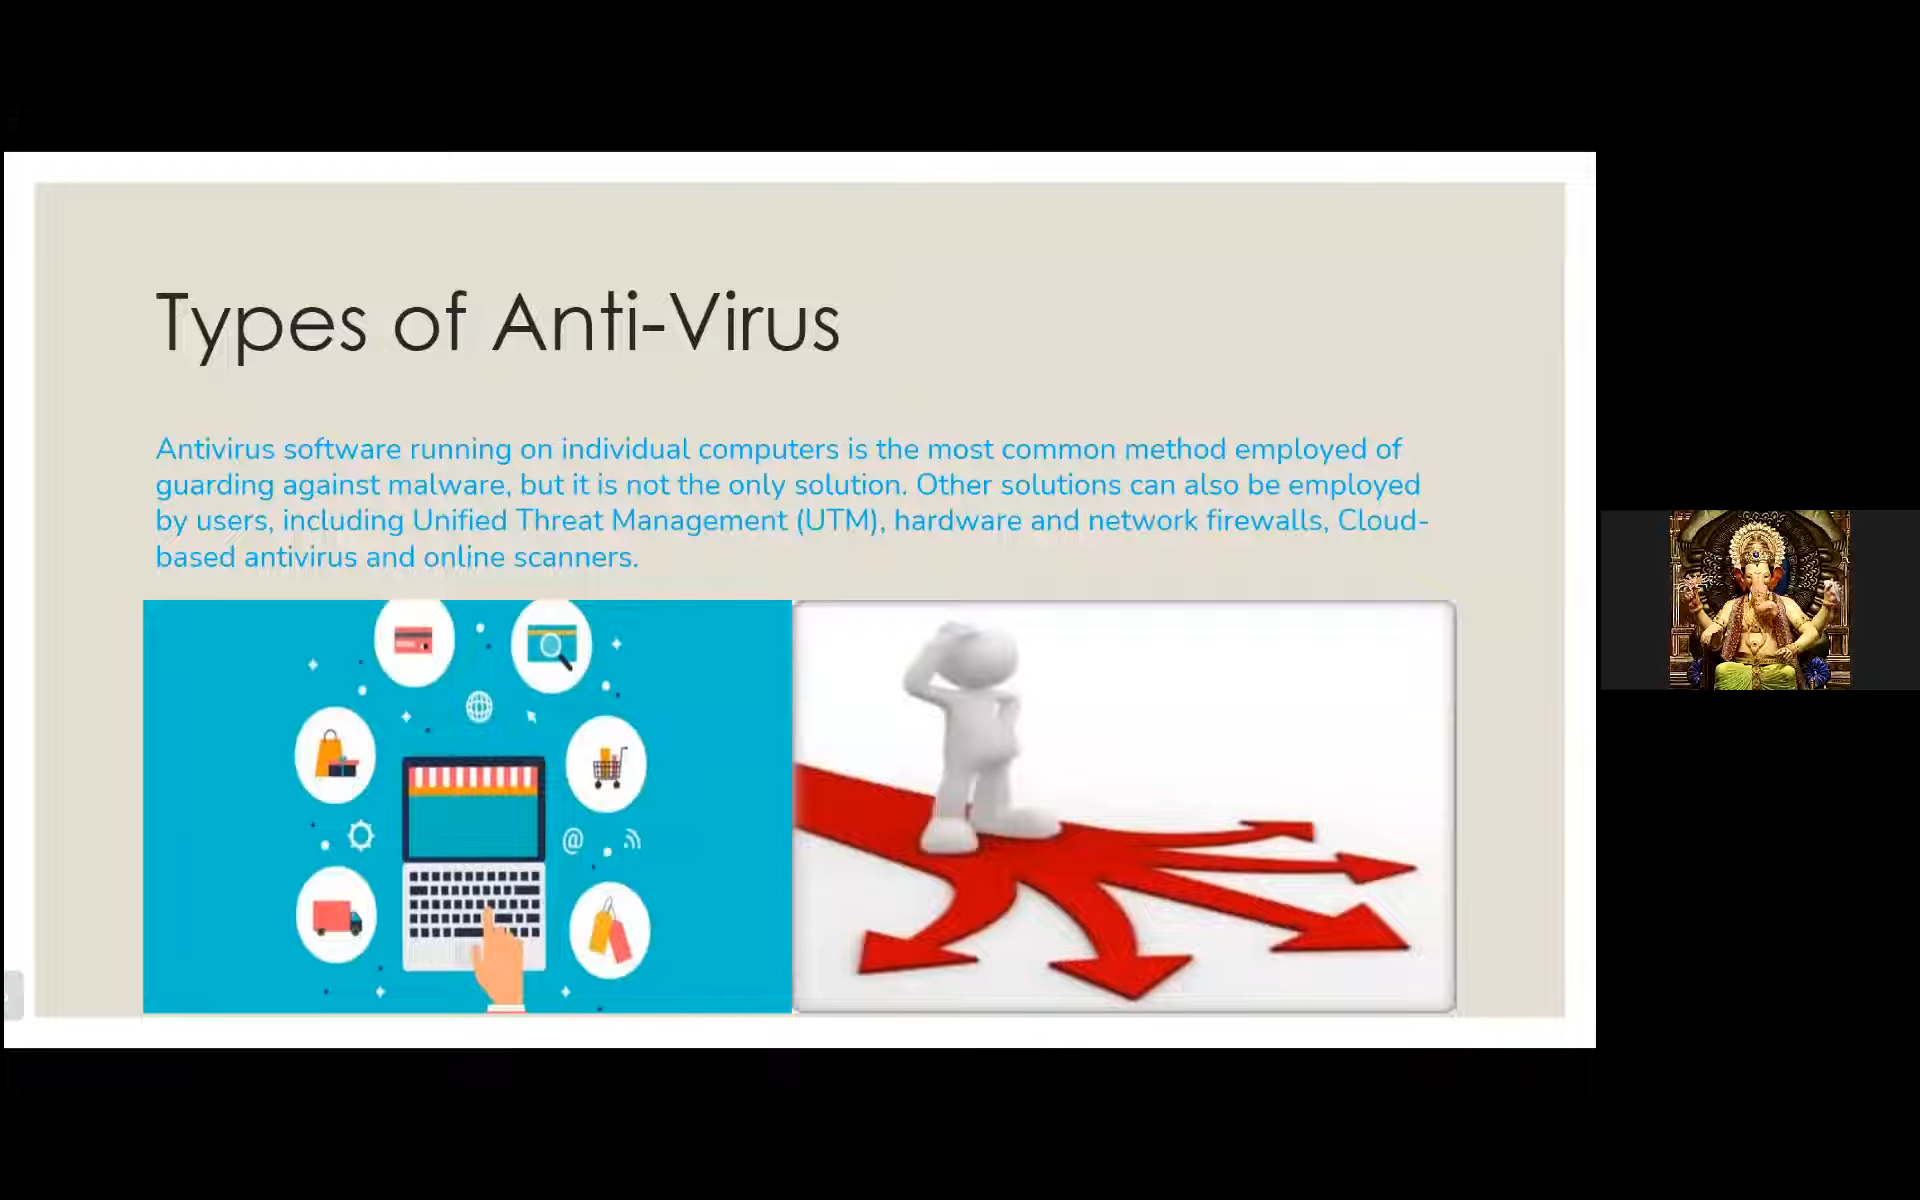 Types of Anti-Virus
Antivirus software running on individual computers is the most common method employed of
guarding against malware, but it is not the only solution. Other solutions can also be employed
by users, including Unified Threat Management (UTM), hardware and network firewalls, Cloud-
based antivirus and online scanners.
@